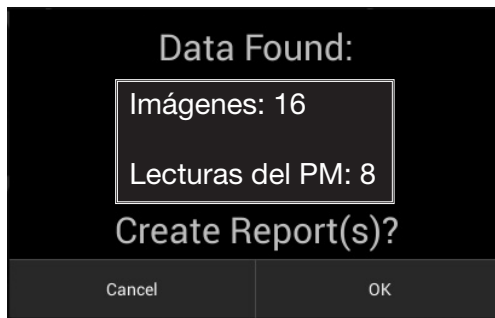 Data Found:
Imágenes: 16
Lecturas del PM: 8
Create Report(s)?
Cancel OK